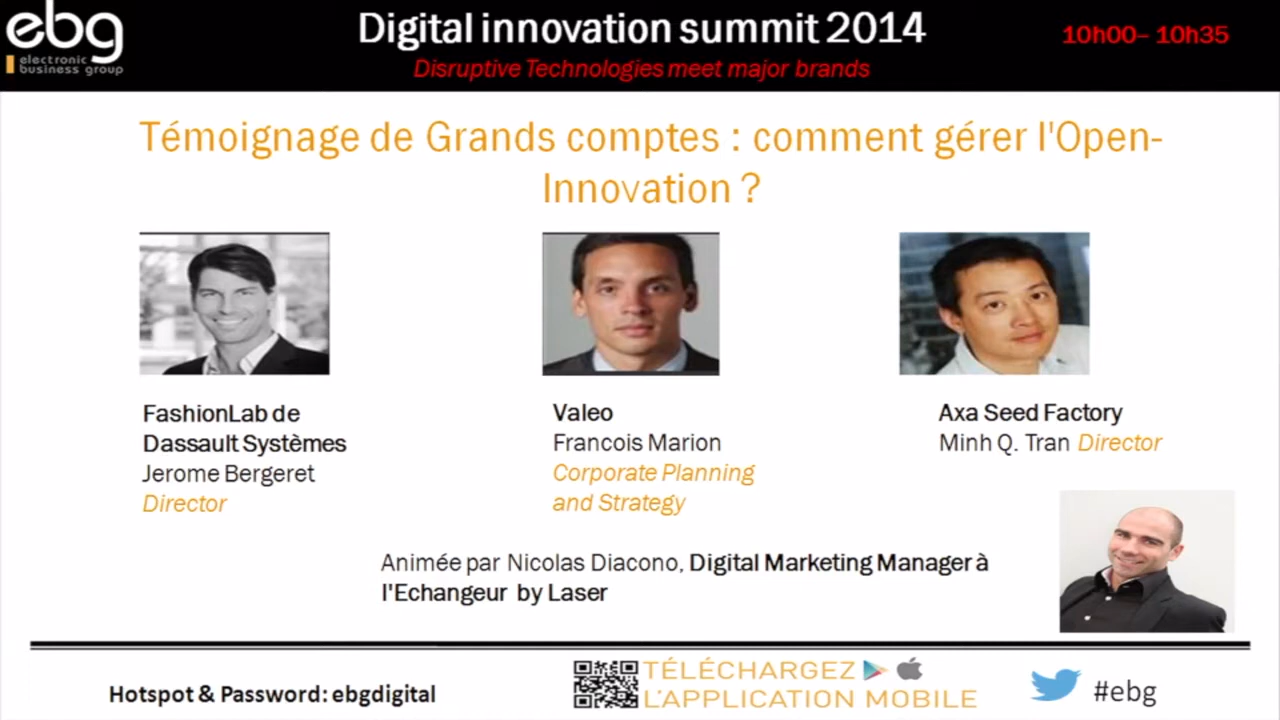 ebg
electronic
business group
Digital innovation summit 2014
Disruptive Technologies meet major brands
10h00– 10h35
Témoignage de Grands comptes : comment gérer l'Open-
Innovation ?
FashionLab de
Dassault Systèmes
Jerome Bergeret
Director
Valeo
Francois Marion
Corporate Planning
and Strategy
Axa Seed Factory
Minh Q. Tran Director
Animée par Nicolas Diacono, Digital Marketing Manager à
l'Echangeur by Laser
Hotspot & Password: ebgdigital
TÉLÉCHARGEZ
L'APPLICATION MOBILE
#ebg